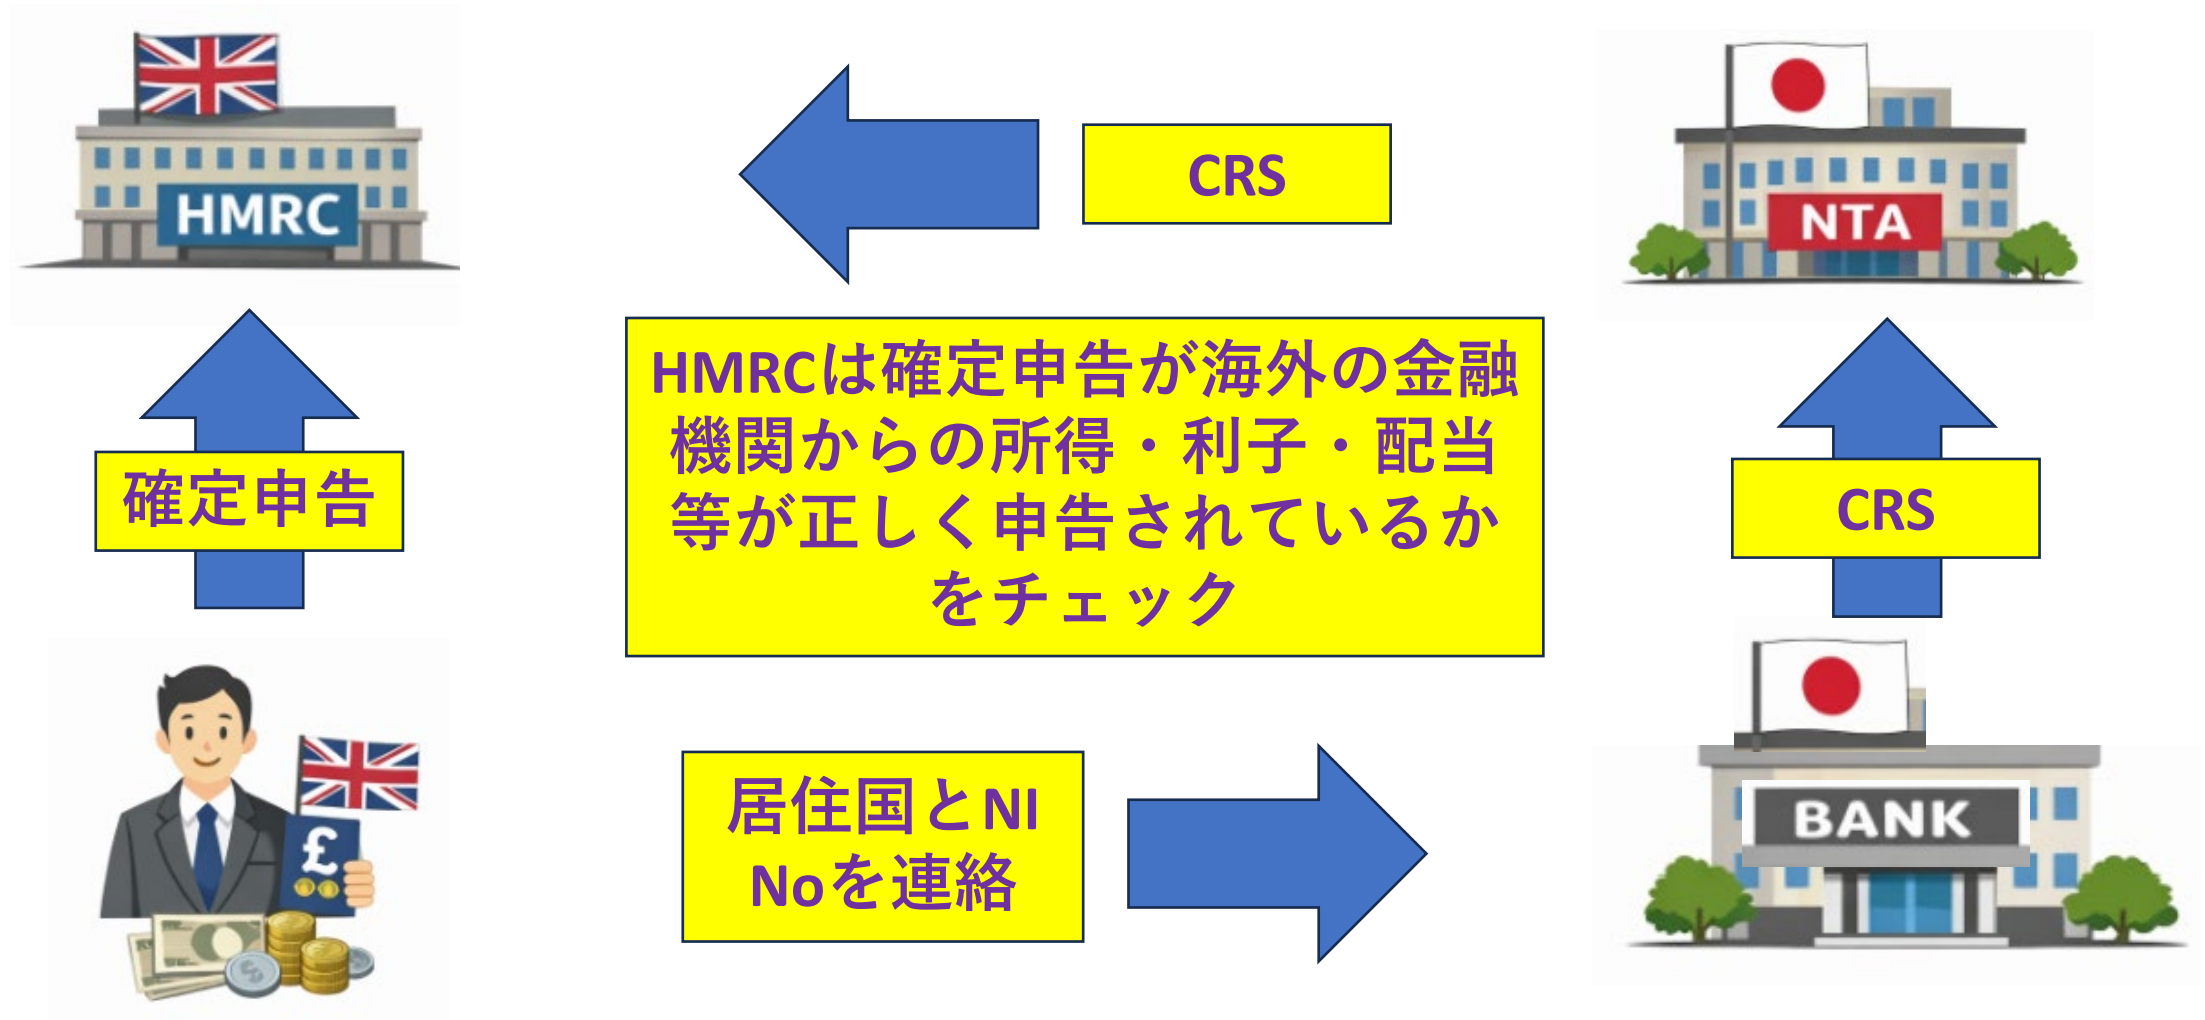 HMRC
CRS
NTA
HMRCは確定申告が海外の金融
機関からの所得・利子・配当
等が正しく申告されているか
をチェック
確定申告
CRS
居住国とNI
Noを連絡
£
BANK